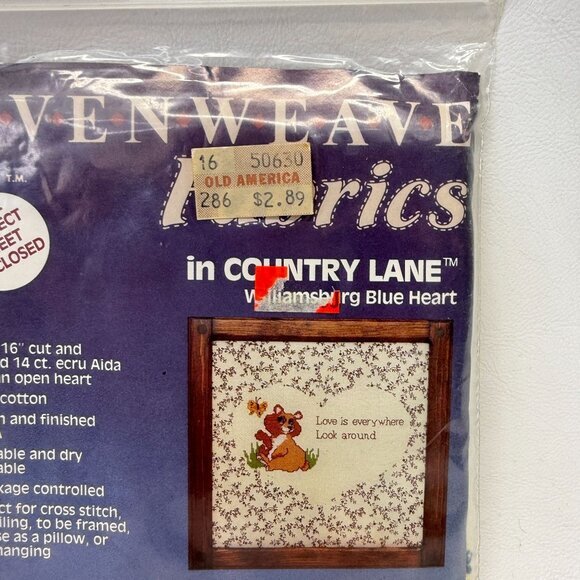 VENWEAVE
T.M.
16 50630
OLD AMERICA
286 $2.89
Fabrics
in COUNTRY LANE™
Williamsburg Blue Heart
ECT
EET
CLOSED
16" cut and
d 14 ct. ecru Aida
n open heart
cotton
n and finished
able and dry
able
kage controlled
ct for cross stitch,
iling, to be framed,
se as a pillow, or
hanging
Love is everywhere
Look around